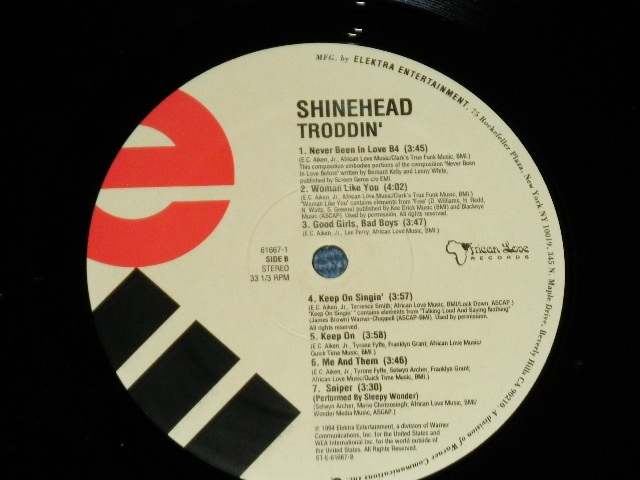 MFG. by ELEKTRA ENTERTAINMENT, 75 Rockefeller Plaza, New York NY 10019, 345 N. Maple Drive, Beverly Hills CA 90210. A division of Warner Communications Inc.
SHINEHEAD
TRODDIN'
1. Never Been In Love B4 (3:45)
(E.C. Aiken, Jr., African Love Music/Clark's True Funk Music, BMI.)
This composition embodies portions of the composition "Never Been
In Love Before" written by Bernard Kelly and Lenny White,
published by Screen Gems c/o EMI.
2. Woman Like You (4:02)
(E.C. Aiken, Jr., African Love Music/Clark's True Funk Music, BMI.)
"Woman Like You" contains elements from "Free" (D. Williams, H. Redd,
N. Watts, S. Greene) published by Kee Drick Music (BMI) and Blackeye
Music (ASCAP). Used by permission. All rights reserved.
3. Good Girls, Bad Boys (3:47)
(E.C. Aiken, Jr., Lee Perry, African Love Music, BMI.)
61667-1
SIDE B
STEREO
33 1/3 RPM
African Love
RECORDS
4. Keep On Singin' (3:57)
(E.C. Aiken, Jr., Terrence Smith; African Love Music, BMI/Lock Down, ASCAP.)
"Keep On Singin'" contains elements from "Talking Loud And Saying Nothing"
(James Brown) Warner-Chappell (ASCAP-BMI). Used by permission.
All rights reserved.
5. Keep On (3:58)
(E.C. Aiken, Jr., Tyrone Fyffe, Franklyn Grant; African Love Music/
Quick Time Music, BMI.)
6. Me And Them (3:46)
(E.C. Aiken, Jr., Tyrone Fyffe, Selwyn Archer, Franklyn Grant;
African Love Music/Quick Time Music, BMI.)
7. Sniper (3:30)
(Performed By Sleepy Wonder)
(Selwyn Archer, Mario Chongsingh; African Love Music, BMI/
Wonder Media Music, ASCAP.)
℗ 1994 Elektra Entertainment, a division of Warner
Communications, Inc. for the United States and
WEA International Inc. for the world outside of
the United States. All Rights Reserved.
ST-E-61667-B